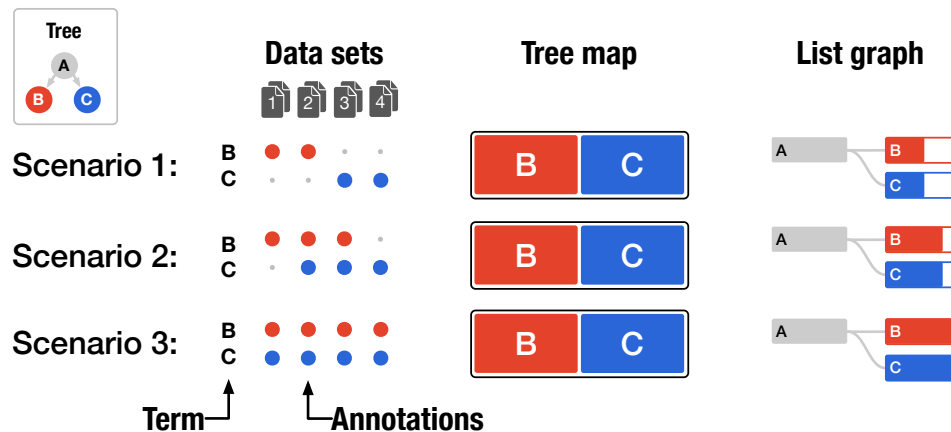 Tree
A
B C
Data sets
Tree map
List graph
1 2 3 4
Scenario 1:
B
C
B C
A
B
C
Scenario 2:
B
C
B C
A
B
C
Scenario 3:
B
C
B C
A
B
C
Term
Annotations